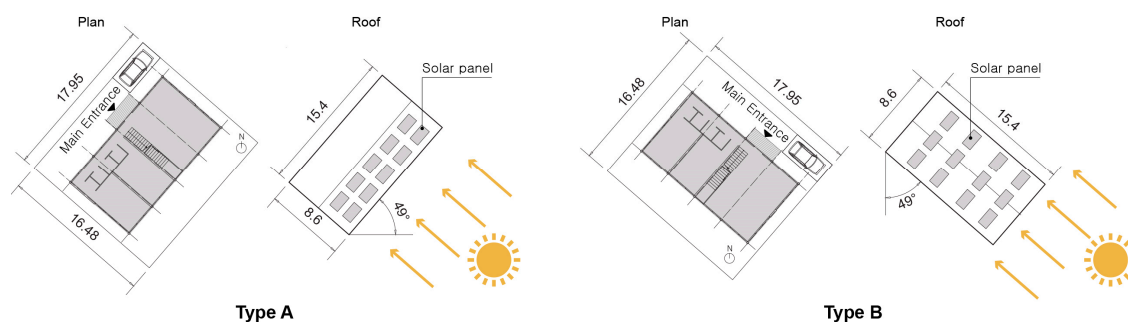 Plan
Roof
17.95
Main Entrance
16.48
N
Solar panel
15.4
8.6
49°
Type A
Plan
Roof
16.48
17.95
Main Entrance
N
Solar panel
8.6
15.4
49°
Type B